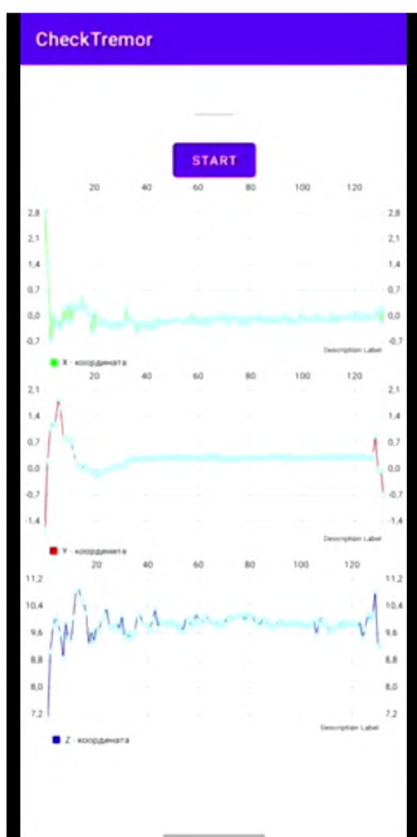 CheckTremor
START
20 40 60 80 100 120
2,8 2,8
2,1 2,1
1,4 1,4
0,7 0,7
0,0 0,0
-0,7 -0,7
Description Label
X - координата
20 40 60 80 100 120
2,1 2,1
1,4 1,4
0,7 0,7
0,0 0,0
-0,7 -0,7
-1,4 -1,4
Description Label
Y - координата
20 40 60 80 100 120
11,2 11,2
10,4 10,4
9,6 9,6
8,8 8,8
8,0 8,0
7,2 7,2
Description Label
Z - координата